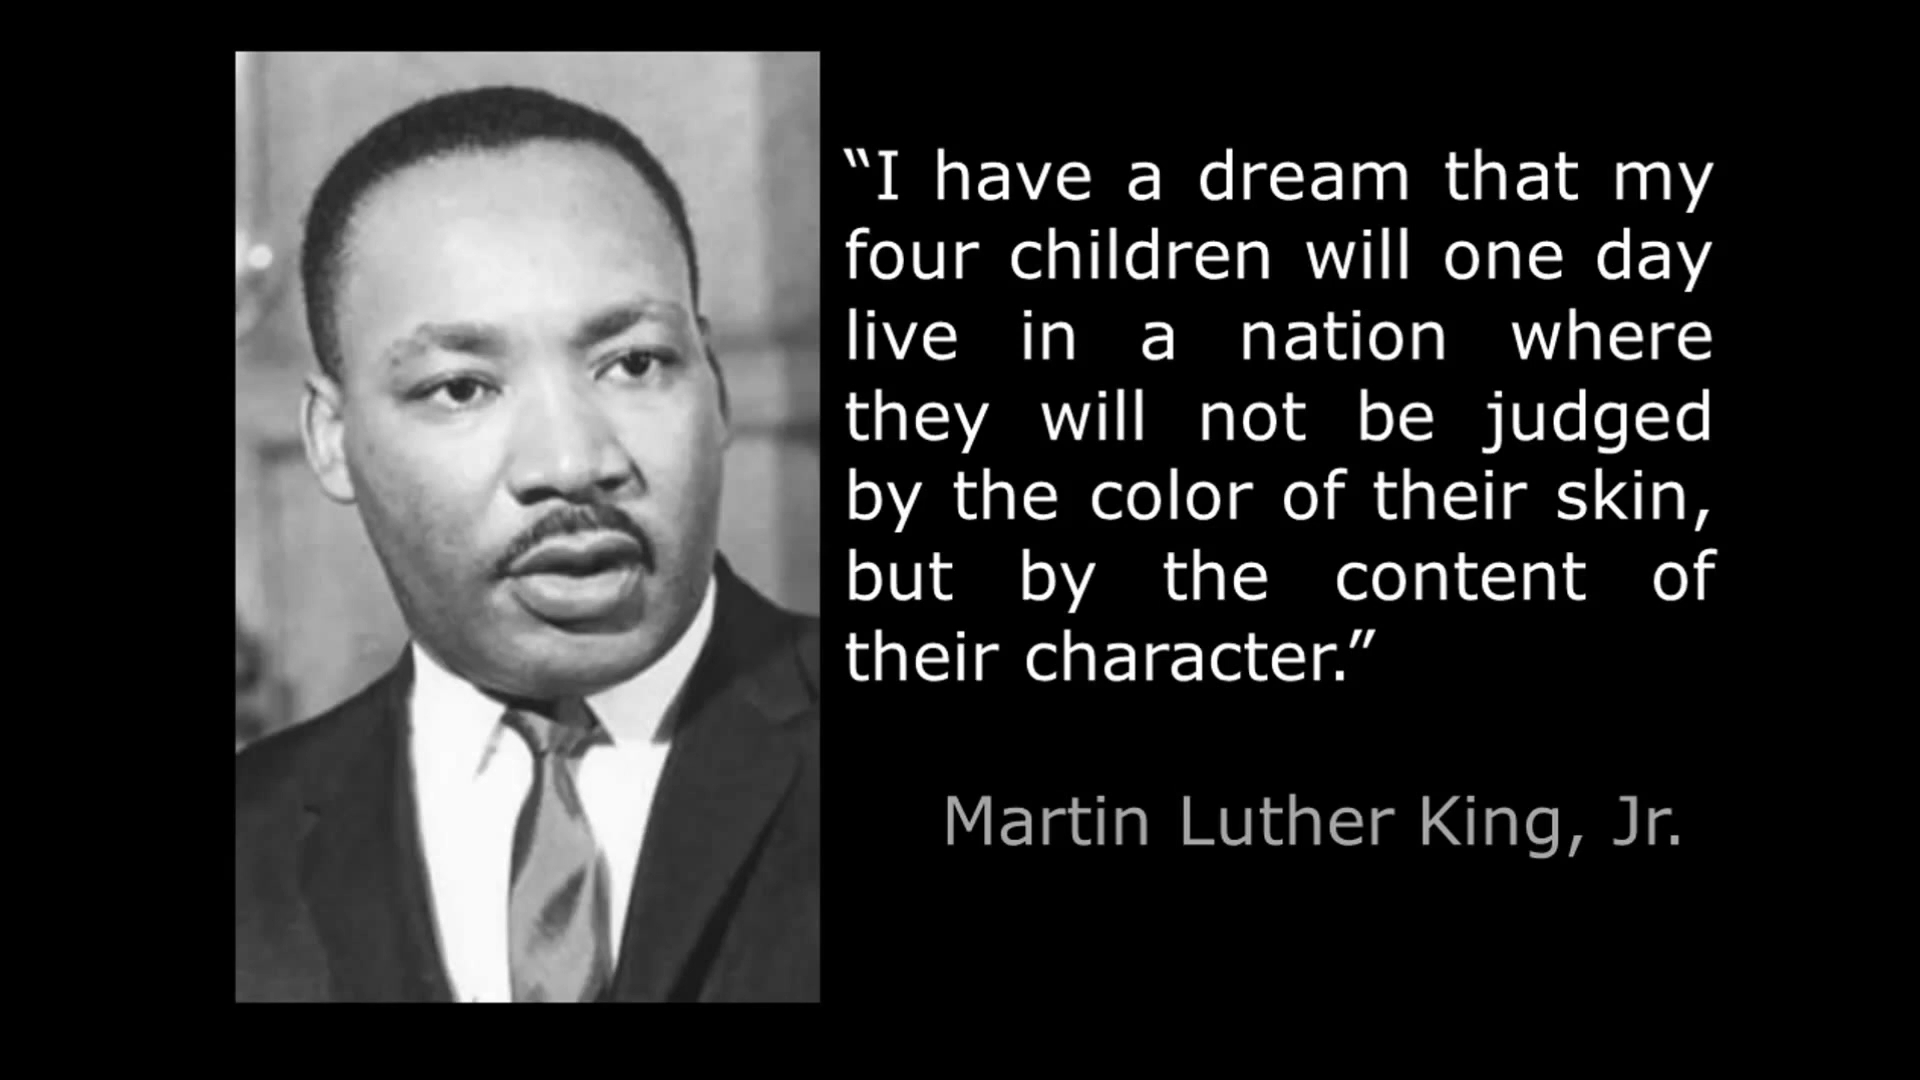 “I have a dream that my
four children will one day
live in a nation where
they will not be judged
by the color of their skin,
but by the content of
their character.”
Martin Luther King, Jr.